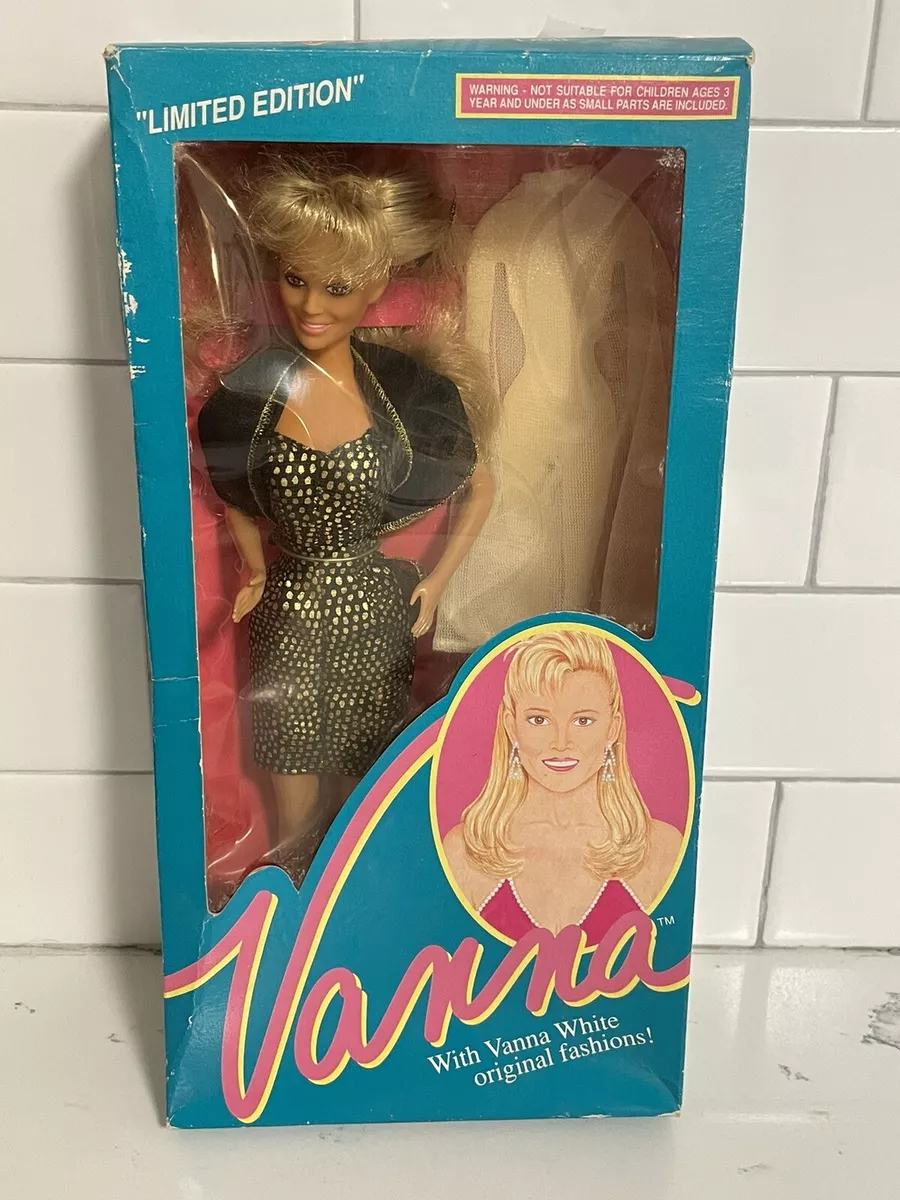 "LIMITED EDITION"
WARNING - NOT SUITABLE FOR CHILDREN AGES 3
YEAR AND UNDER AS SMALL PARTS ARE INCLUDED.
Vanna™
With Vanna White
original fashions!